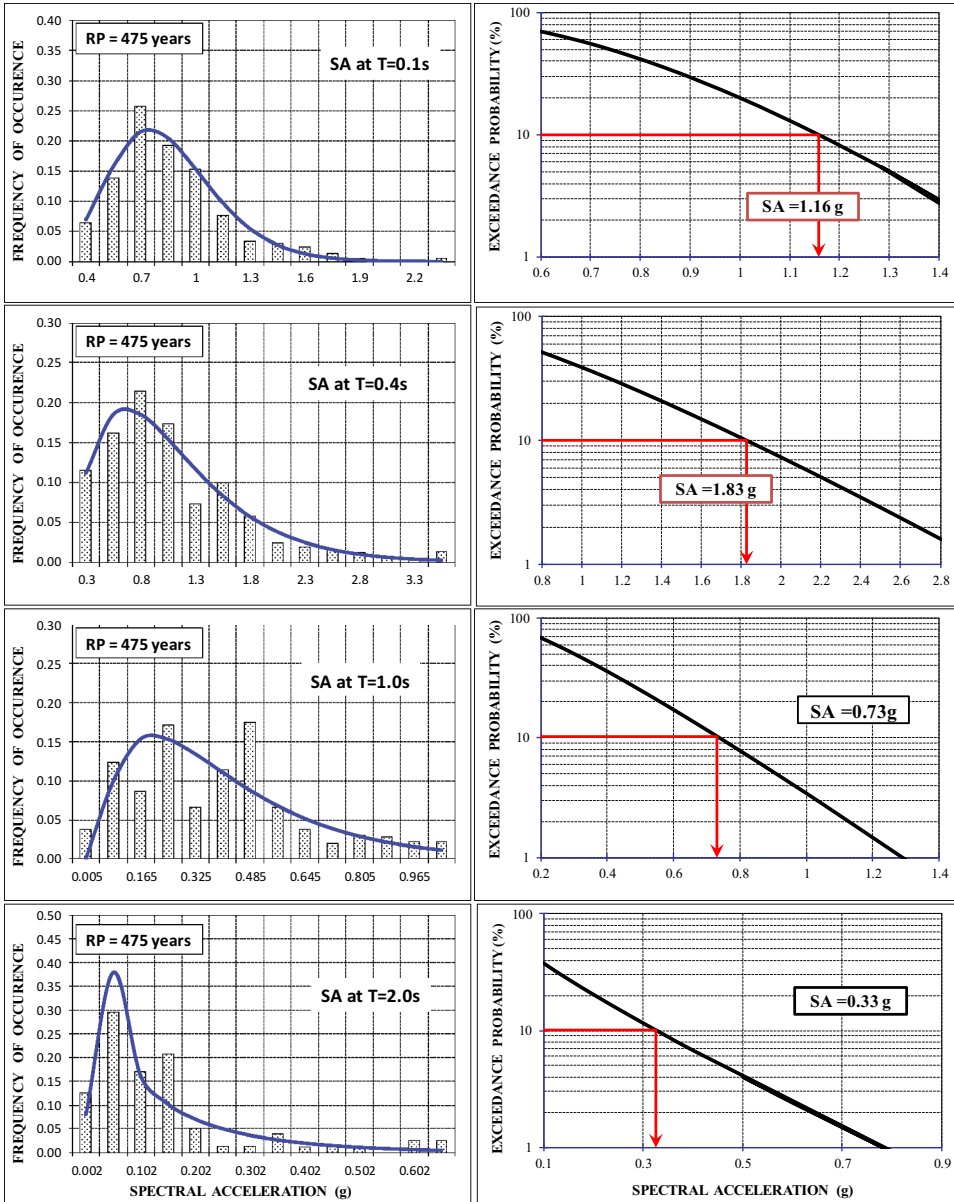 FREQUENCY OF OCCURENCE
0.40
0.35
0.30
0.25
0.20
0.15
0.10
0.05
0.00
RP = 475 years
SA at T=0.1s
0.4 0.7 1 1.3 1.6 1.9 2.2
EXCEEDANCE PROBABILITY (%)
100
10
1
SA =1.16 g
0.6 0.7 0.8 0.9 1 1.1 1.2 1.3 1.4
FREQUENCY OF OCCURENCE
0.30
0.25
0.20
0.15
0.10
0.05
0.00
RP = 475 years
SA at T=0.4s
0.3 0.8 1.3 1.8 2.3 2.8 3.3
EXCEEDANCE PROBABILITY (%)
100
10
1
SA =1.83 g
0.8 1 1.2 1.4 1.6 1.8 2 2.2 2.4 2.6 2.8
FREQUENCY OF OCCURENCE
0.30
0.25
0.20
0.15
0.10
0.05
0.00
RP = 475 years
SA at T=1.0s
0.005 0.165 0.325 0.485 0.645 0.805 0.965
EXCEEDANCE PROBABILITY (%)
100
10
1
SA =0.73g
0.2 0.4 0.6 0.8 1 1.2 1.4
FREQUENCY OF OCCURENCE
0.50
0.45
0.40
0.35
0.30
0.25
0.20
0.15
0.10
0.05
0.00
RP = 475 years
SA at T=2.0s
0.002 0.102 0.202 0.302 0.402 0.502 0.602
SPECTRAL ACCELERATION (g)
EXCEEDANCE PROBABILITY (%)
100
10
1
SA =0.33 g
0.1 0.3 0.5 0.7 0.9
SPECTRAL ACCELERATION (g)